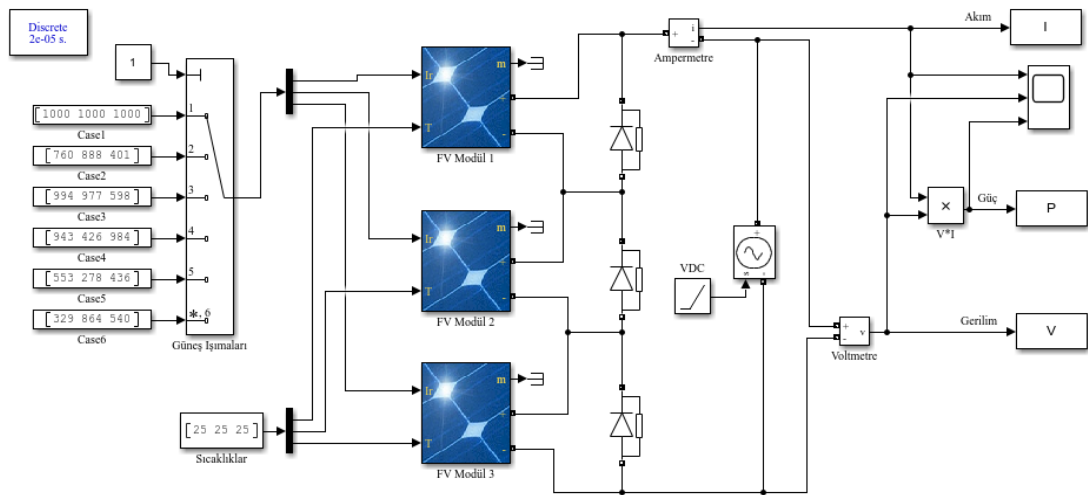 Discrete
2e-05 s.
1
[1000 1000 1000]
Case1
[760 888 401]
Case2
[994 977 598]
Case3
[943 426 984]
Case4
[553 278 436]
Case5
[329 864 540]
Case6
1
2
3
4
5
*, 6
Güneş Işımaları
[25 25 25]
Sıcaklıklar
Ir
T
m
+
-
FV Modül 1
Ir
T
m
+
-
FV Modül 2
Ir
T
m
+
-
FV Modül 3
+
i
-
Ampermetre
VDC
+
s
-
+
-
v
Voltmetre
×
V*I
Akım
I
Güç
P
Gerilim
V